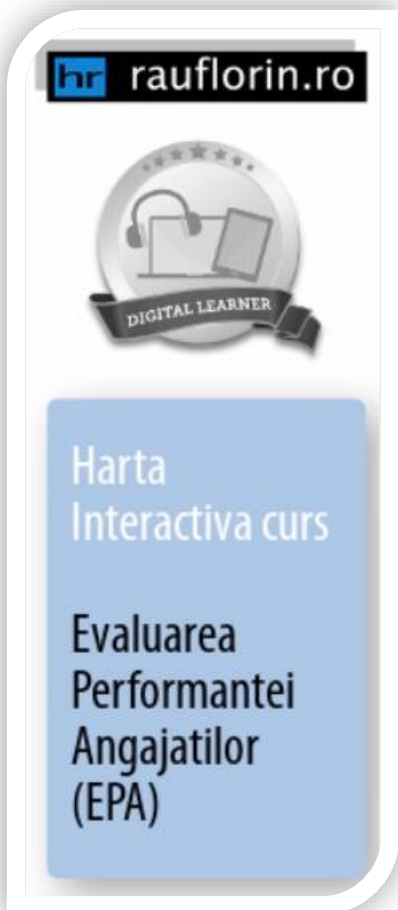 hr rauflorin.ro
DIGITAL LEARNER
Harta
Interactiva curs
Evaluarea
Performantei
Angajatilor
(EPA)